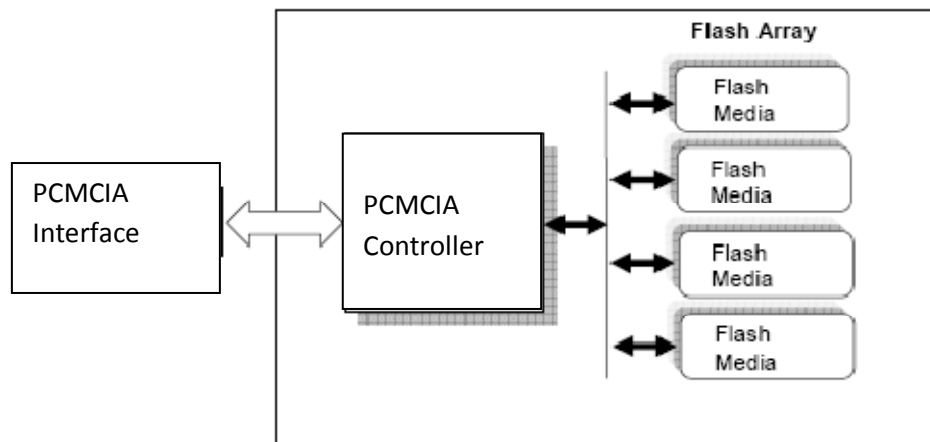 Flash Array
Flash
Media
Flash
Media
Flash
Media
Flash
Media
PCMCIA
Interface
PCMCIA
Controller